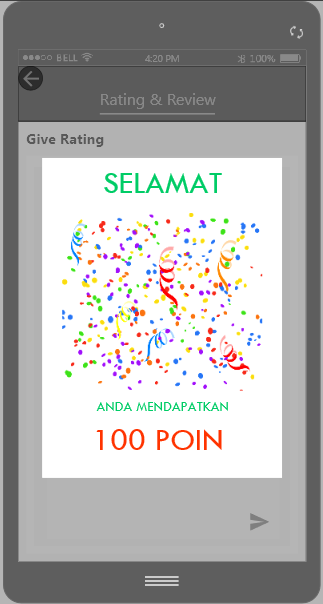 BELL 4:20 PM 100%
Rating & Review
Give Rating
SELAMAT
ANDA MENDAPATKAN
100 POIN